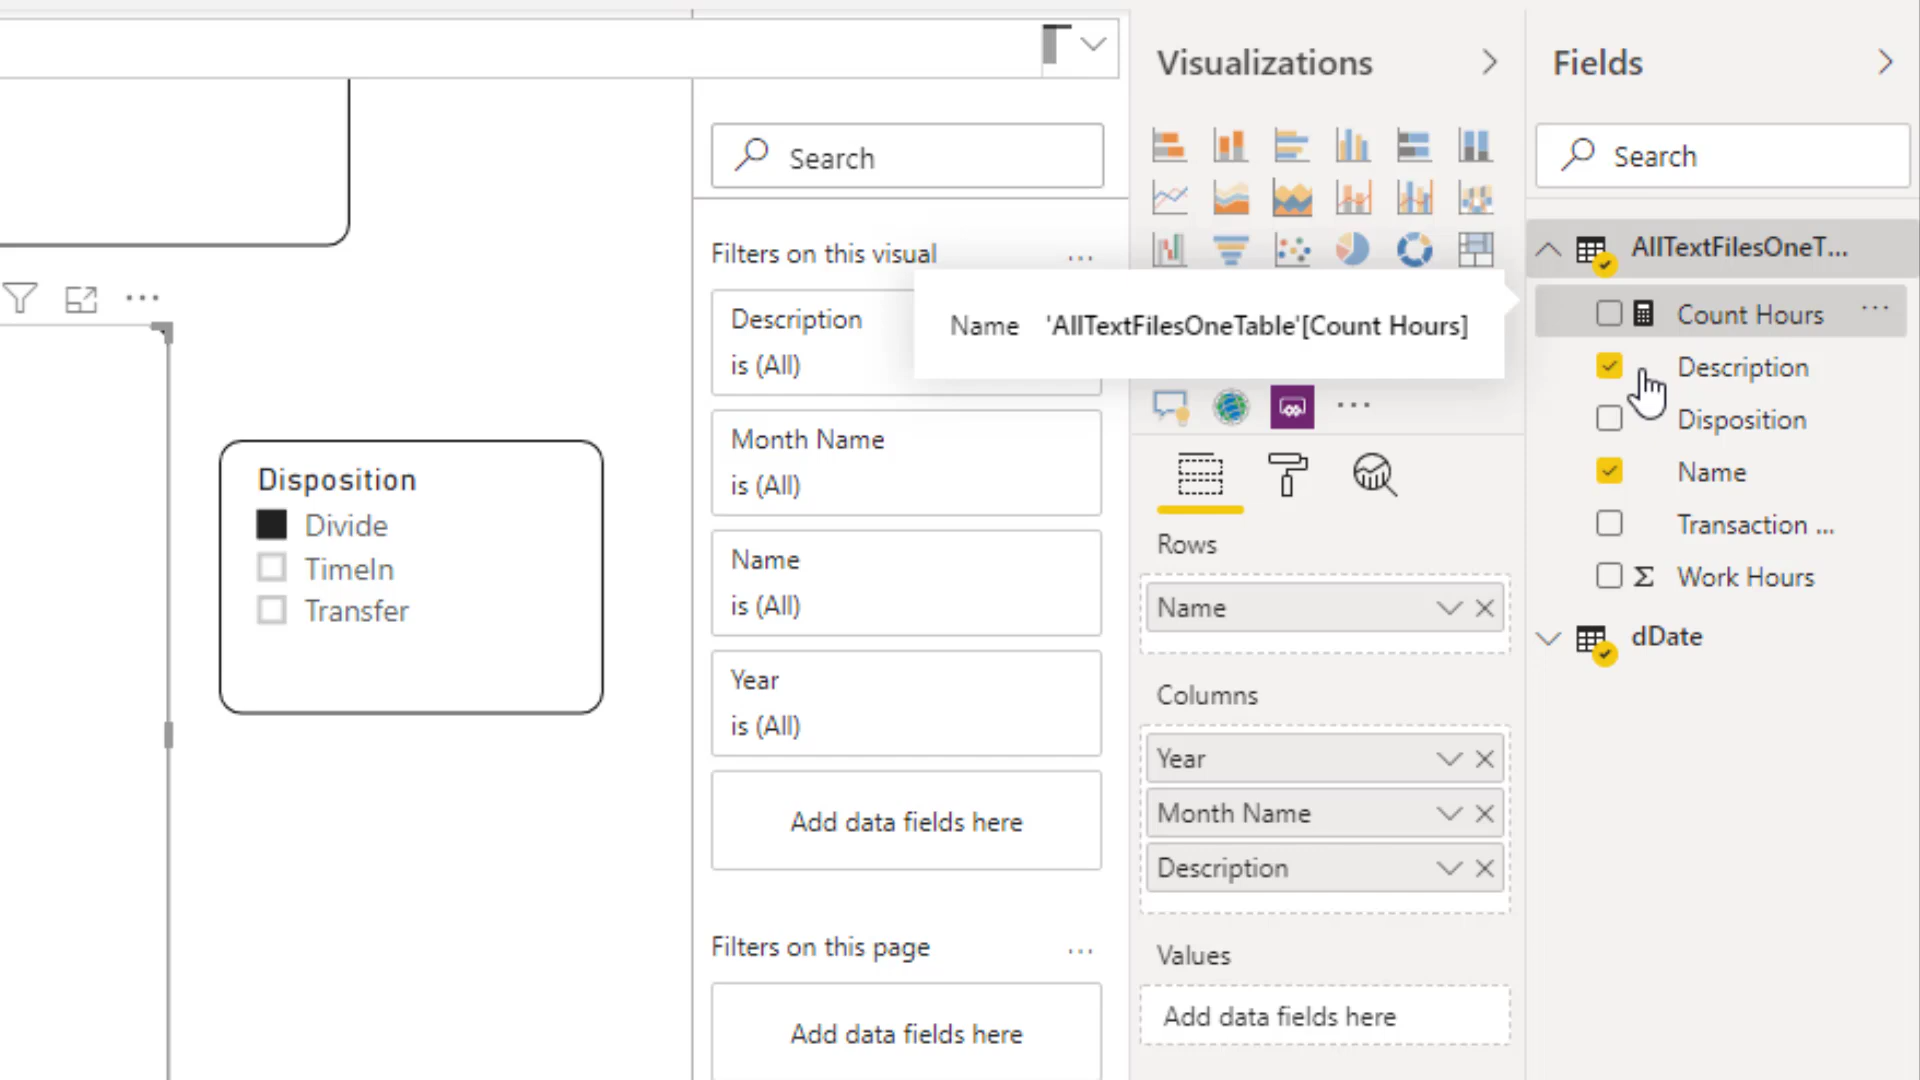 Disposition
Divide
TimeIn
Transfer
Search
Filters on this visual
...
Description
is (All)
Month Name
is (All)
Name
is (All)
Year
is (All)
Add data fields here
Filters on this page
...
Add data fields here
Visualizations
Name 'AllTextFilesOneTable'[Count Hours]
Rows
Name
Columns
Year
Month Name
Description
Values
Add data fields here
Fields
Search
AllTextFilesOneT...
Count Hours
Description
Disposition
Name
Transaction ...
Σ Work Hours
dDate